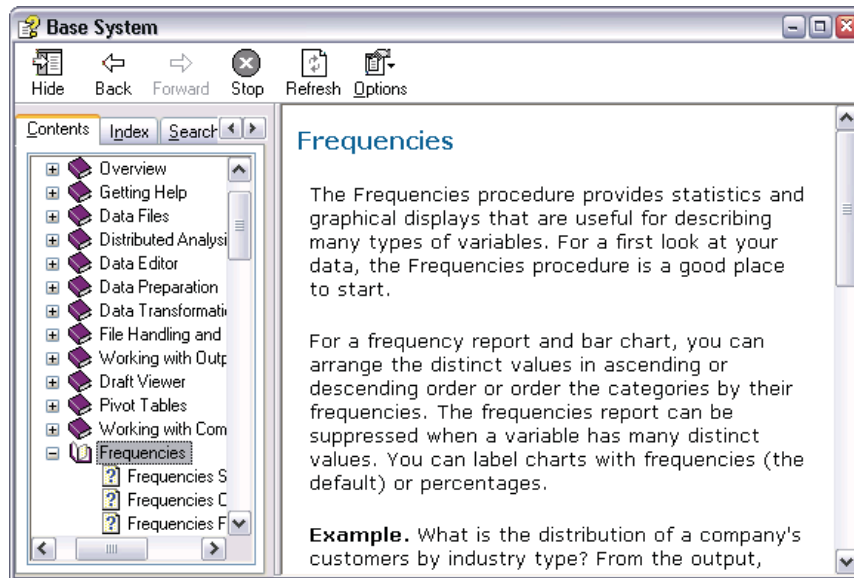 Base System
Hide Back Forward Stop Refresh Options
Contents Index Search
Overview
Getting Help
Data Files
Distributed Analysi
Data Editor
Data Preparation
Data Transformati
File Handling and
Working with Outp
Draft Viewer
Pivot Tables
Working with Com
Frequencies
Frequencies S
Frequencies C
Frequencies F
Frequencies
The Frequencies procedure provides statistics and
graphical displays that are useful for describing
many types of variables. For a first look at your
data, the Frequencies procedure is a good place
to start.
For a frequency report and bar chart, you can
arrange the distinct values in ascending or
descending order or order the categories by their
frequencies. The frequencies report can be
suppressed when a variable has many distinct
values. You can label charts with frequencies (the
default) or percentages.
Example. What is the distribution of a company's
customers by industry type? From the output,